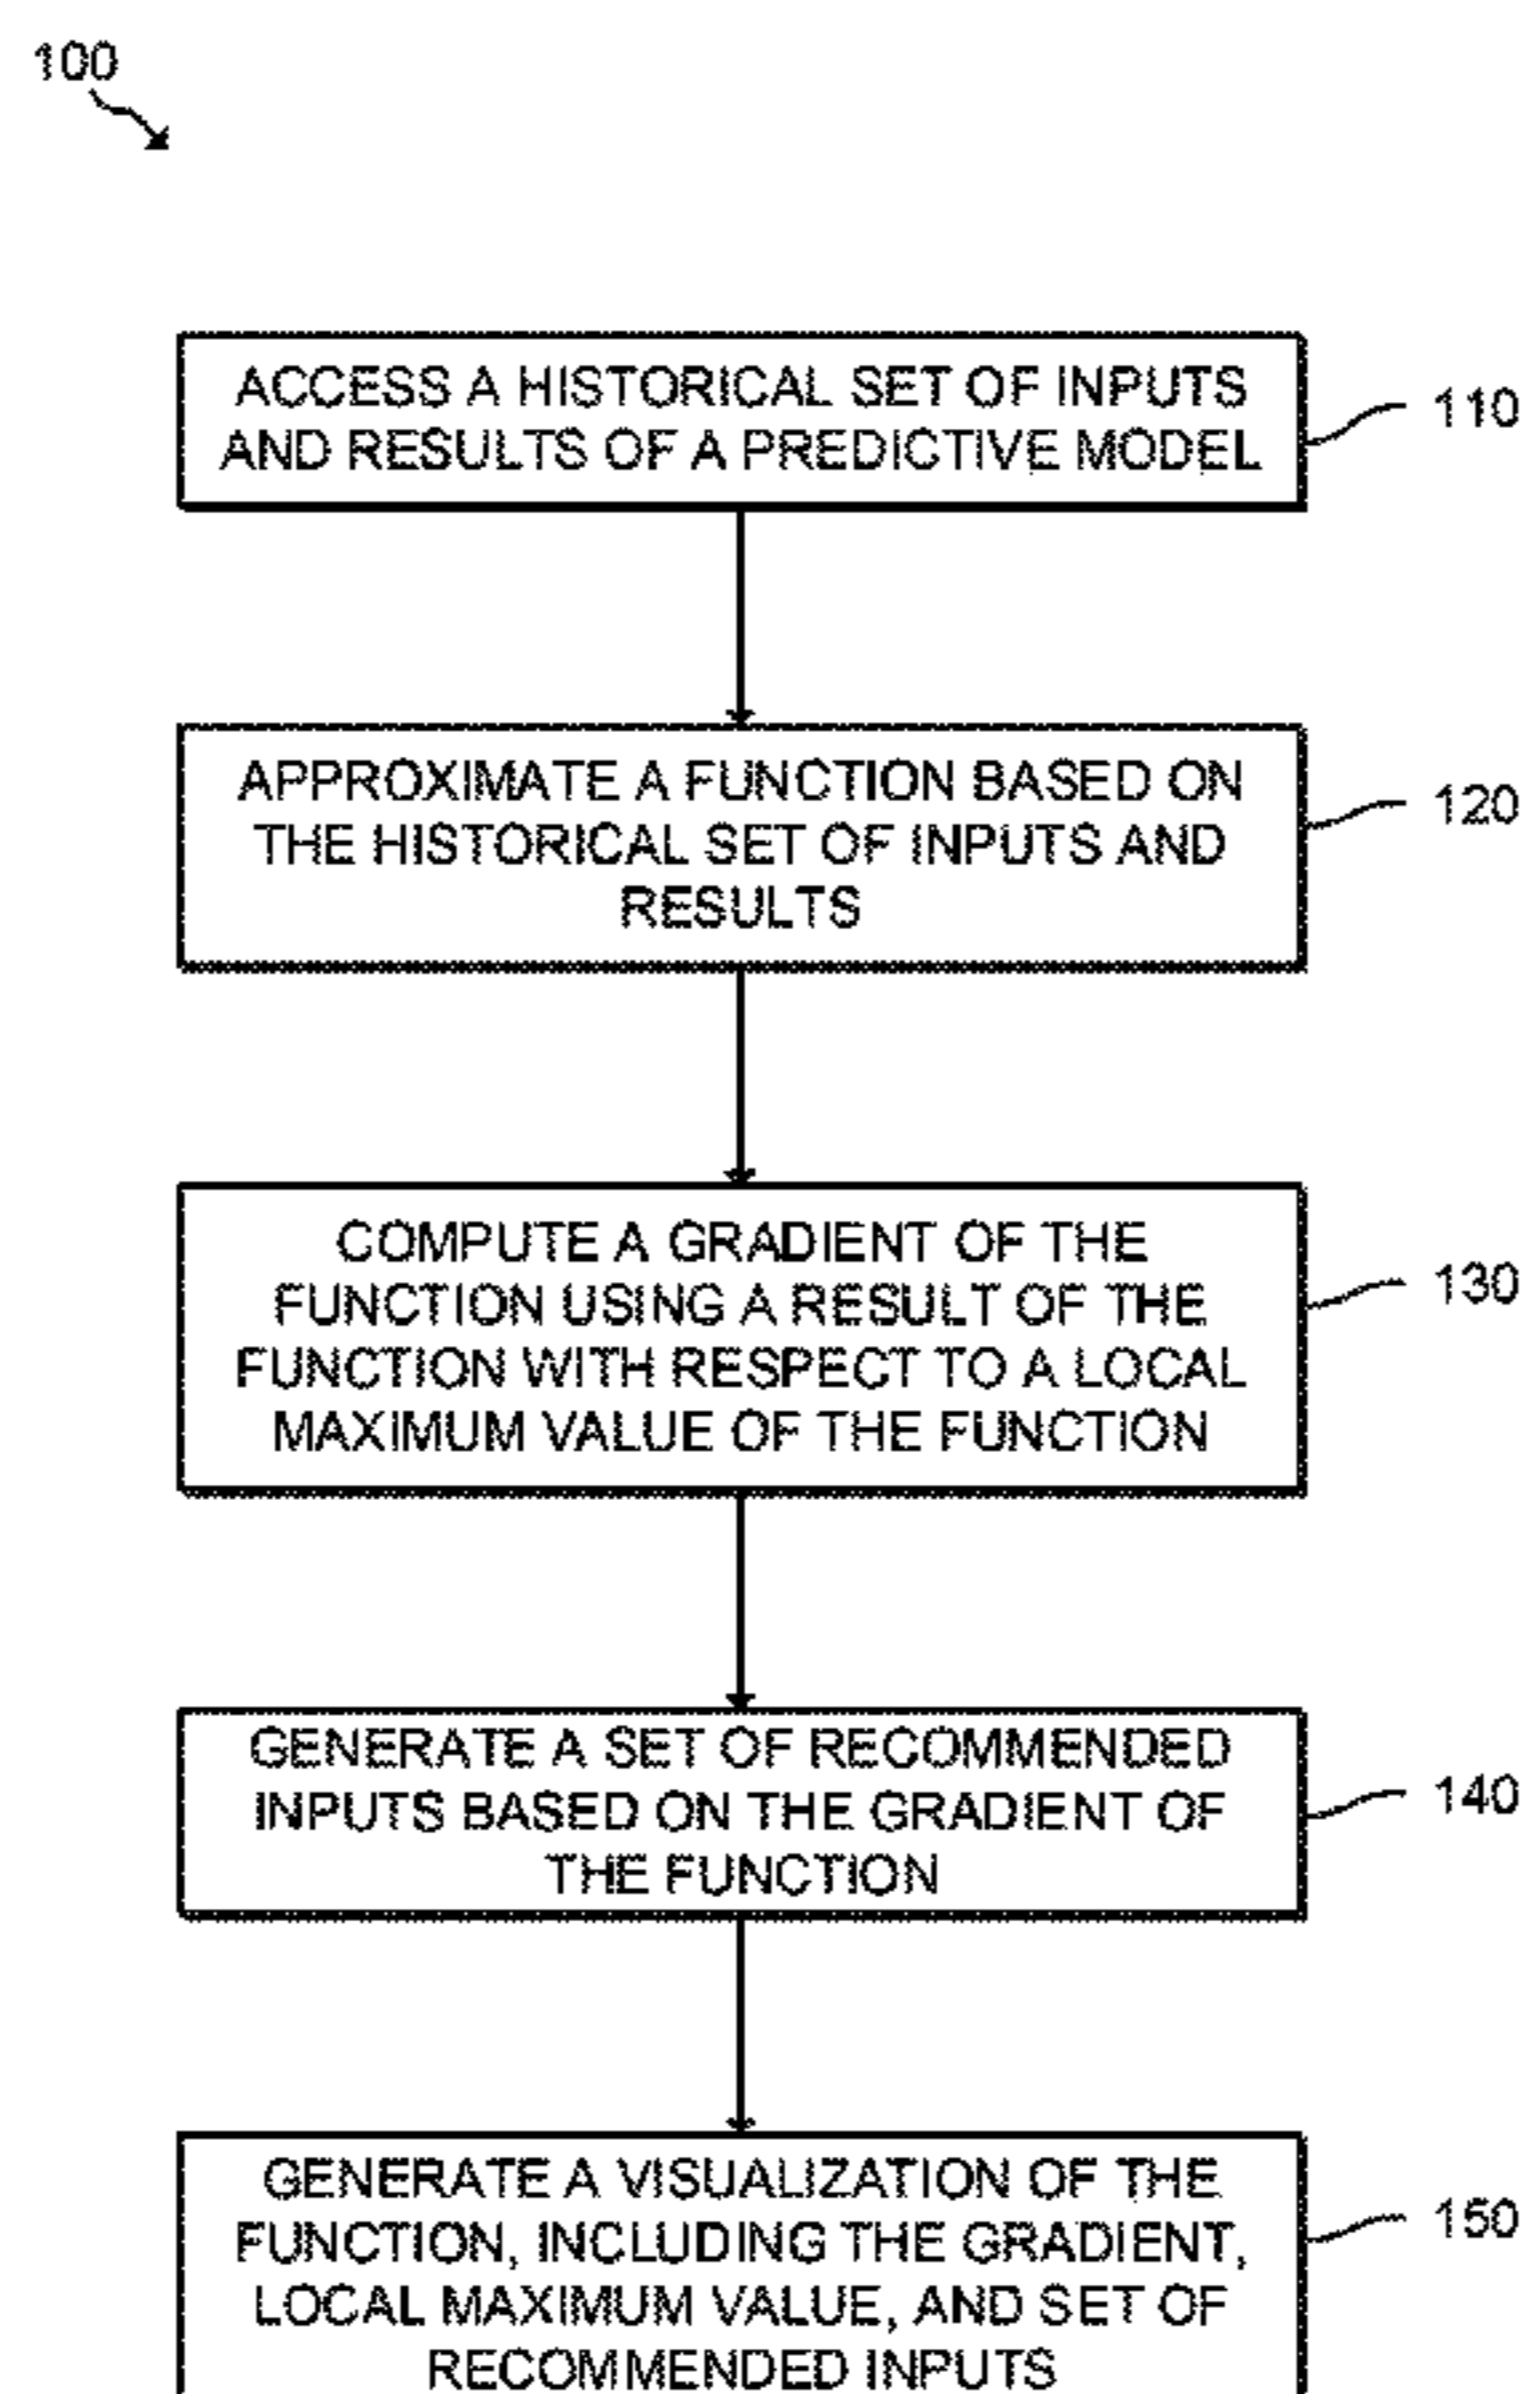 100
ACCESS A HISTORICAL SET OF INPUTS
AND RESULTS OF A PREDICTIVE MODEL
110
APPROXIMATE A FUNCTION BASED ON
THE HISTORICAL SET OF INPUTS AND
RESULTS
120
COMPUTE A GRADIENT OF THE
FUNCTION USING A RESULT OF THE
FUNCTION WITH RESPECT TO A LOCAL
MAXIMUM VALUE OF THE FUNCTION
130
GENERATE A SET OF RECOMMENDED
INPUTS BASED ON THE GRADIENT OF
THE FUNCTION
140
GENERATE A VISUALIZATION OF THE
FUNCTION, INCLUDING THE GRADIENT,
LOCAL MAXIMUM VALUE, AND SET OF
RECOMMENDED INPUTS
150